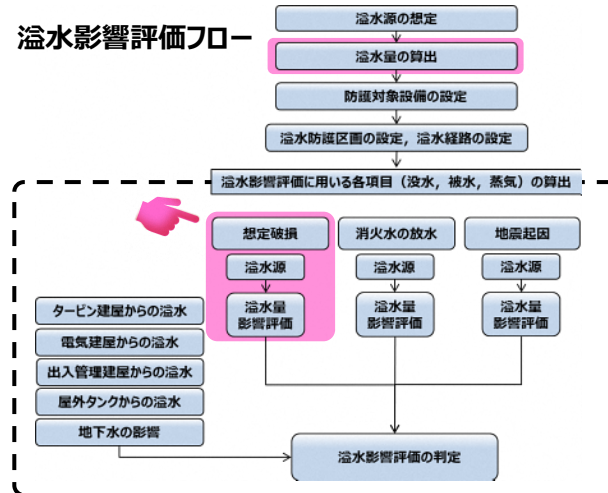 溢水影響評価フロー
溢水源の想定
溢水量の算出
防護対象設備の設定
溢水防護区画の設定，溢水経路の設定
溢水影響評価に用いる各項目（没水，被水，蒸気）の算出
想定破損
消火水の放水
地震起因
溢水源
溢水源
溢水源
溢水量
影響評価
溢水量
影響評価
溢水量
影響評価
タービン建屋からの溢水
電気建屋からの溢水
出入管理建屋からの溢水
屋外タンクからの溢水
地下水の影響
溢水影響評価の判定